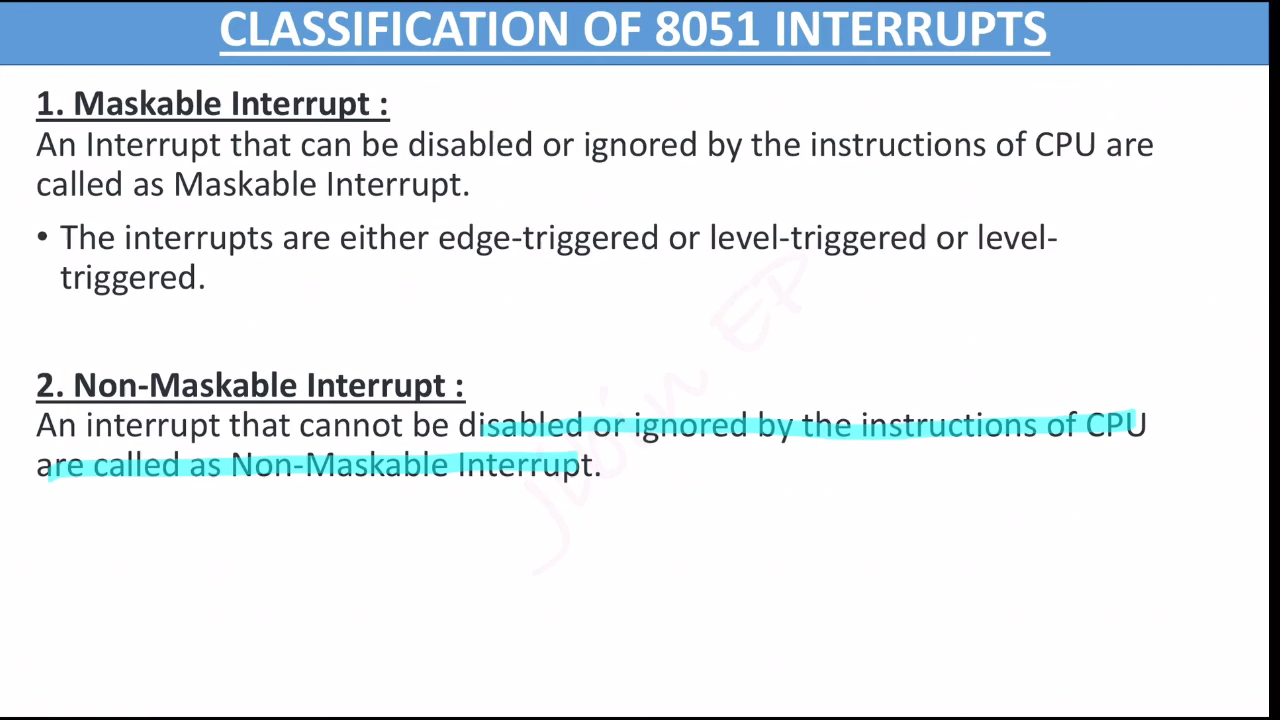 CLASSIFICATION OF 8051 INTERRUPTS
1. Maskable Interrupt :
An Interrupt that can be disabled or ignored by the instructions of CPU are
called as Maskable Interrupt.
• The interrupts are either edge-triggered or level-triggered or level-
triggered.
2. Non-Maskable Interrupt :
An interrupt that cannot be disabled or ignored by the instructions of CPU
are called as Non-Maskable Interrupt.